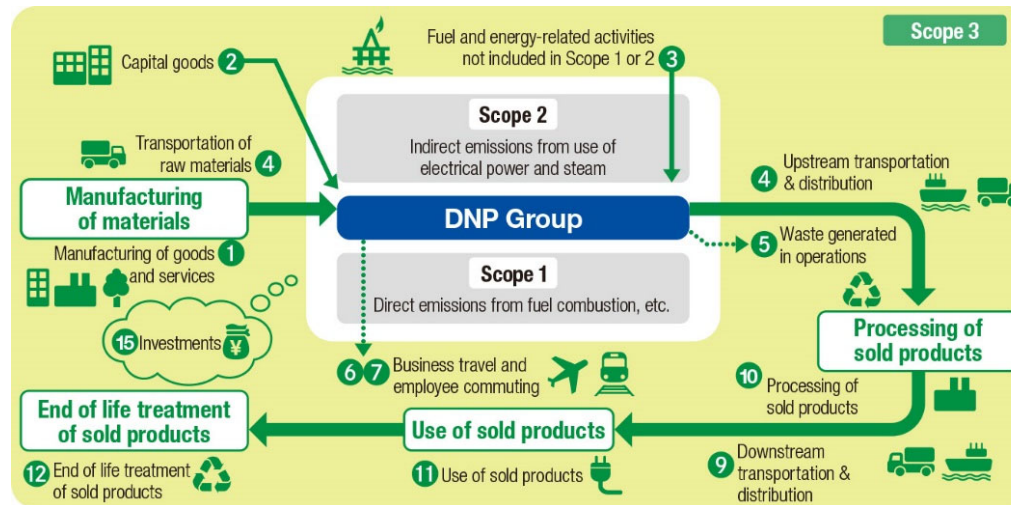 Scope 3
Capital goods 2
Fuel and energy-related activities
not included in Scope 1 or 2 3
Scope 2
Indirect emissions from use of
electrical power and steam
Transportation of
raw materials 4
Manufacturing
of materials
DNP Group
4 Upstream transportation
& distribution
5 Waste generated
in operations
Manufacturing of goods 1
and services
Scope 1
Direct emissions from fuel combustion, etc.
15 Investments ¥
6 7 Business travel and
employee commuting
Processing of
sold products
10 Processing of
sold products
End of life treatment
of sold products
Use of sold products
12 End of life treatment
of sold products
11 Use of sold products
9 Downstream
transportation &
distribution